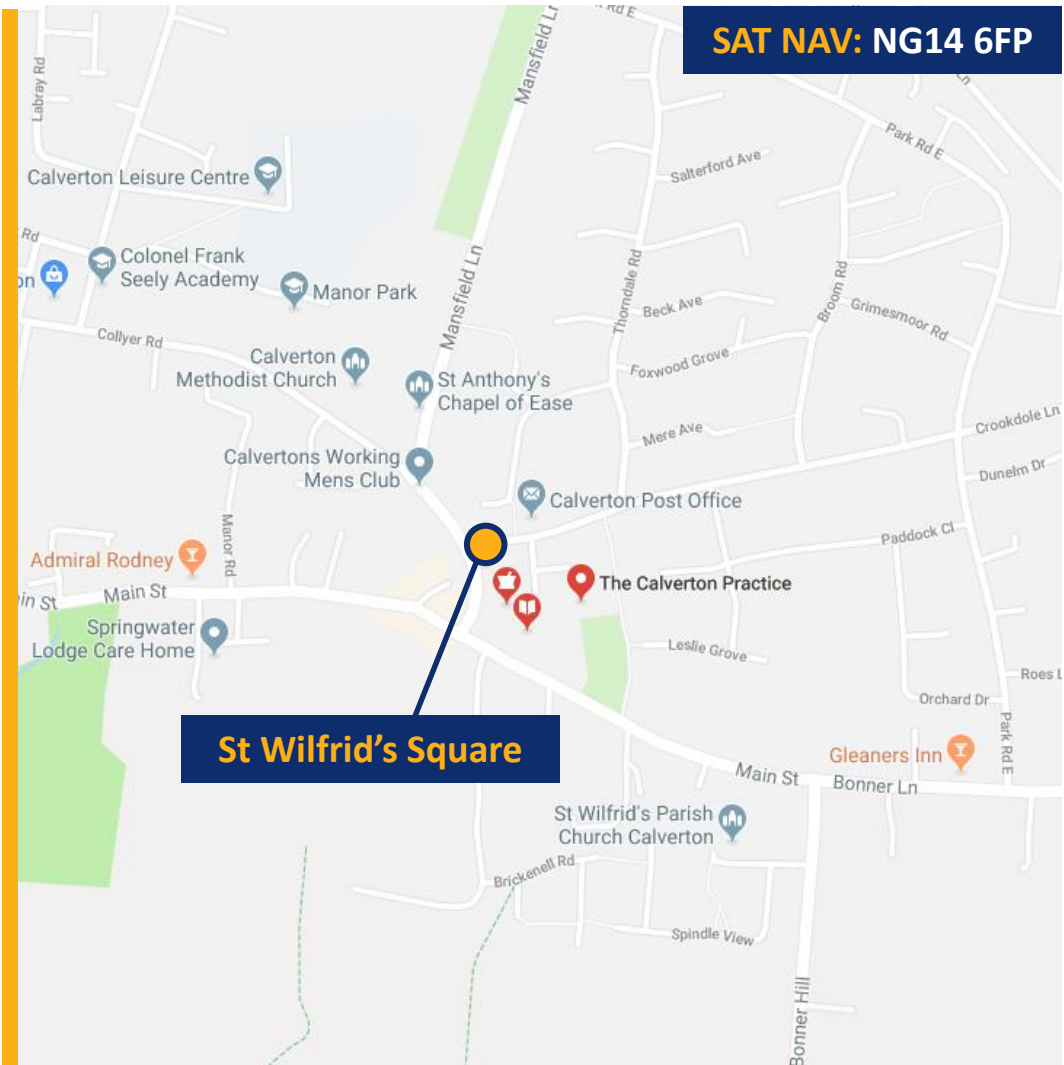 Rd E
SAT NAV: NG14 6FP
Mansfield Ln
Ln
Labray Rd
Park Rd E
Calverton Leisure Centre
Salterford Ave
Rd
Colonel Frank
Seely Academy
on
Manor Park
Mansfield Ln
Thorndale Rd
Beck Ave
Broom Rd
Grimesmoor Rd
Collyer Rd
Calverton
Methodist Church
St Anthony's
Chapel of Ease
Foxwood Grove
Crookdole Ln
Mere Ave
Calvertons Working
Mens Club
Dunelm Dr
Calverton Post Office
Manor Rd
Paddock Cl
Admiral Rodney
The Calverton Practice
in St
Main St
Springwater
Lodge Care Home
Leslie Grove
Roes L
Orchard Dr
St Wilfrid's Square
Park Rd E
Gleaners Inn
Main St
Bonner Ln
St Wilfrid's Parish
Church Calverton
Brickenell Rd
Spindle View
Bonner Hill